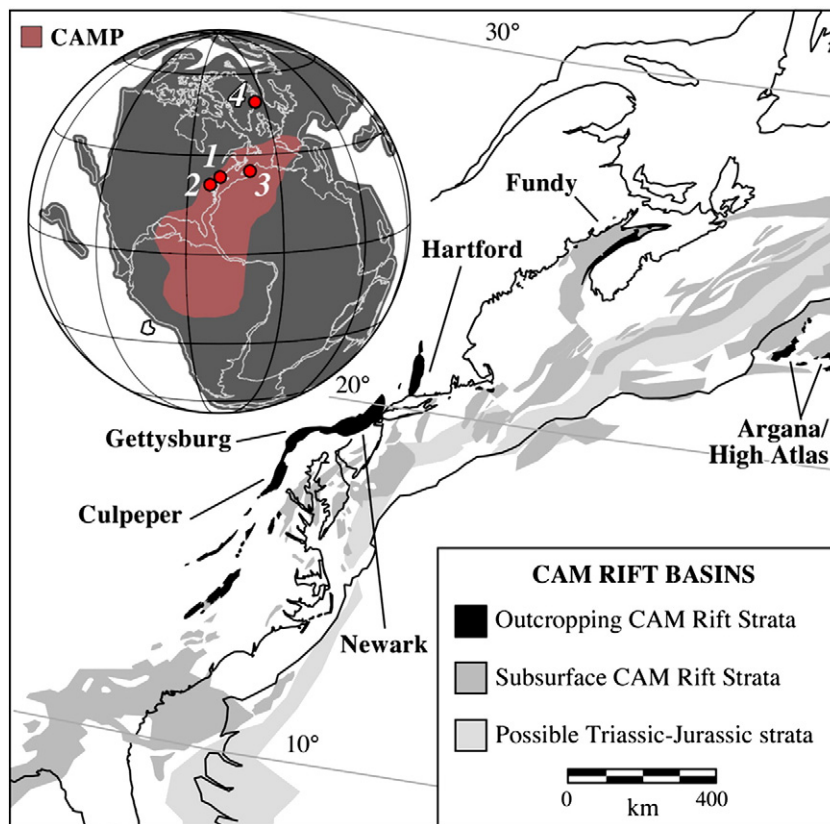 CAMP
30°
4
1
2
3
Fundy
Hartford
20°
Gettysburg
Argana/
High Atlas
Culpeper
Newark
10°
CAM RIFT BASINS
Outcropping CAM Rift Strata
Subsurface CAM Rift Strata
Possible Triassic-Jurassic strata
0 400
km